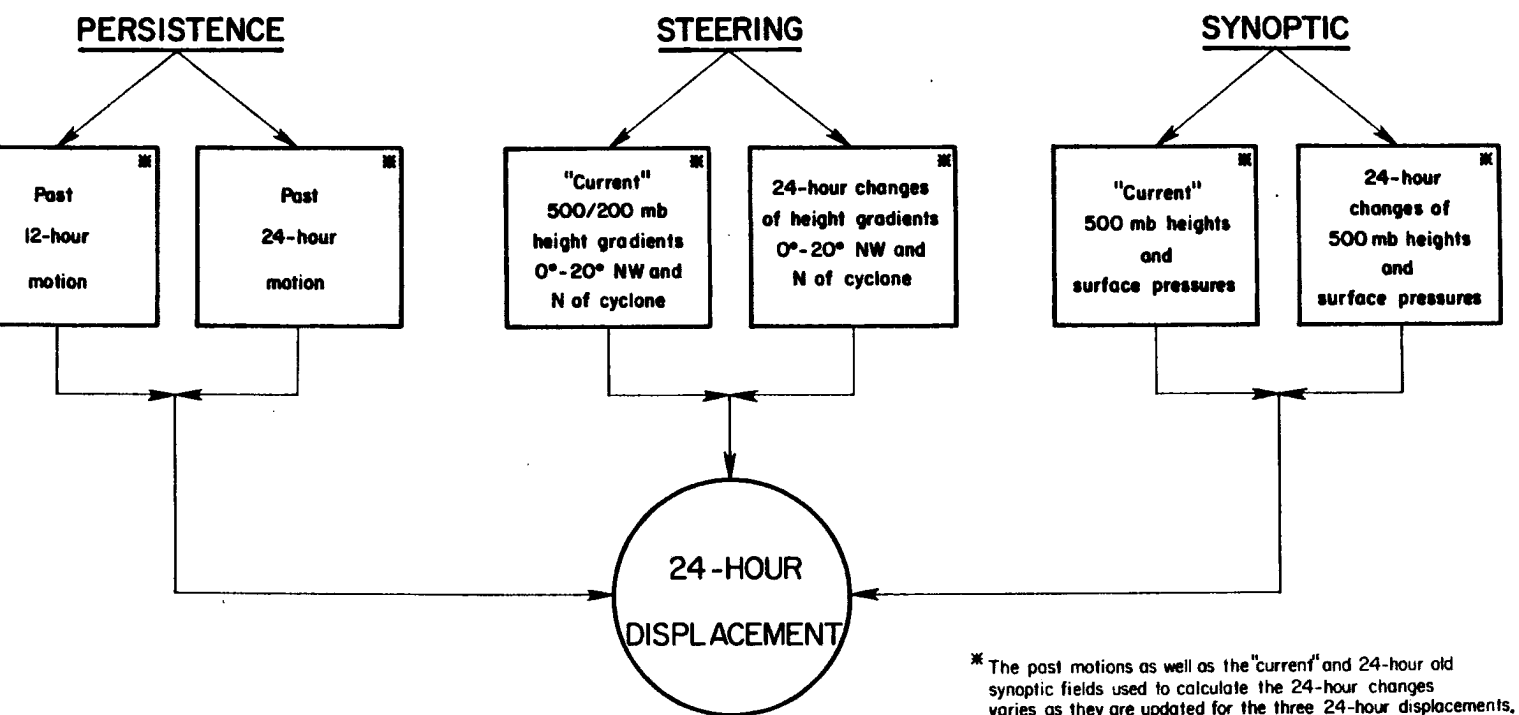 PERSISTENCE
STEERING
SYNOPTIC
※
Past
12-hour
motion
※
Past
24-hour
motion
※
"Current"
500/200 mb
height gradients
0°-20° NW and
N of cyclone
※
24-hour changes
of height gradients
0°-20° NW and
N of cyclone
※
"Current"
500 mb heights
and
surface pressures
※
24-hour
changes of
500 mb heights
and
surface pressures
24-HOUR
DISPLACEMENT
※ The past motions as well as the "current" and 24-hour old
synoptic fields used to calculate the 24-hour changes
varies as they are updated for the three 24-hour displacements.